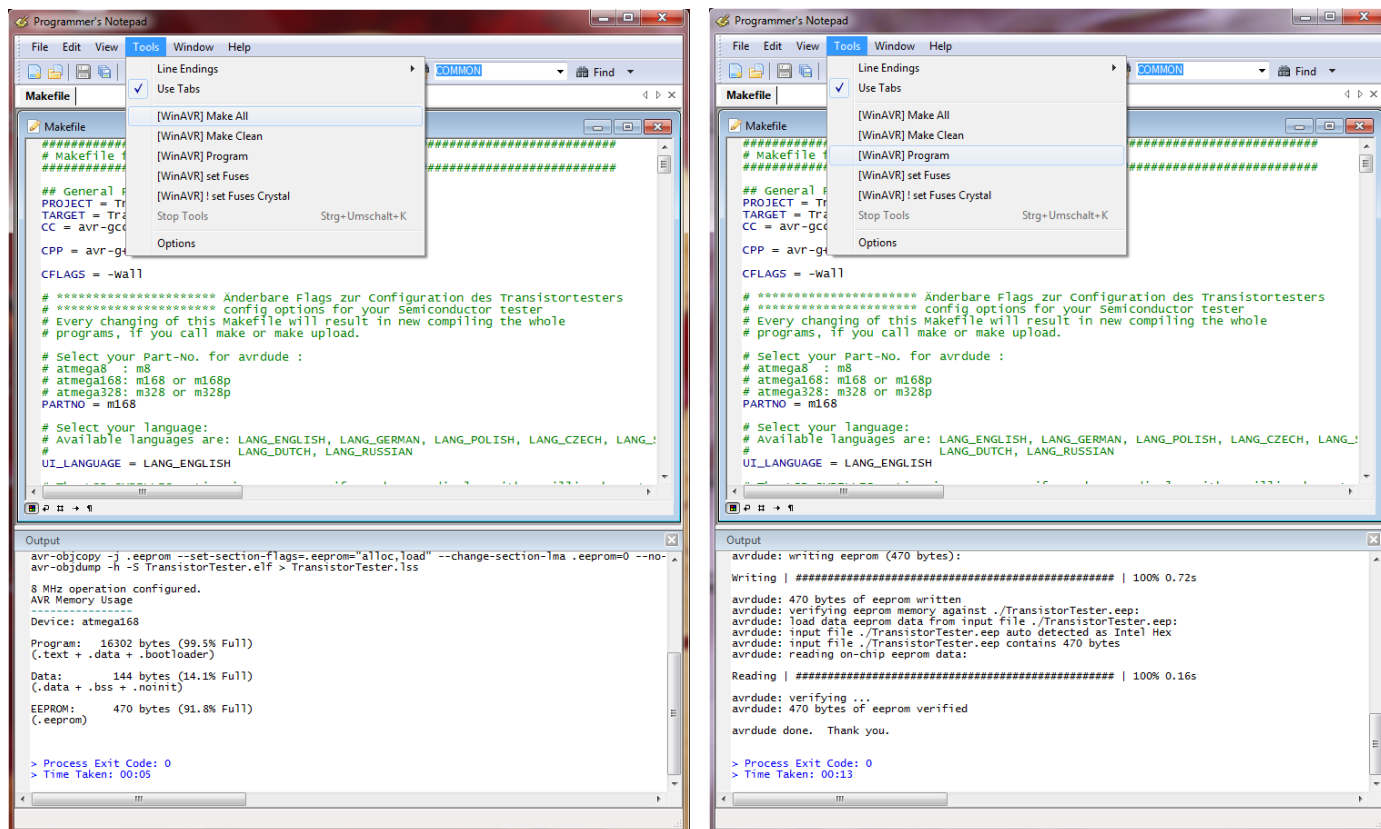 Programmer's Notepad
File Edit View Tools Window Help
Line Endings
COMMON
Find
Use Tabs
Makefile
[WinAVR] Make All
[WinAVR] Make Clean
[WinAVR] Program
[WinAVR] set Fuses
[WinAVR] ! set Fuses Crystal
Stop Tools Strg+Umschalt+K
Options
Makefile
################################
# Makefile f
################################
## General P
PROJECT = Tr
TARGET = Tra
CC = avr-gcc
CPP = avr-g+
CFLAGS = -Wall
# ********************** Änderbare Flags zur Configuration des Transistortesters
# ********************** config options for your Semiconductor tester
# Every changing of this Makefile will result in new compiling the whole
# programs, if you call make or make upload.
# Select your Part-No. for avrdude :
# atmega8  : m8
# atmega168: m168 or m168p
# atmega328: m328 or m328p
PARTNO = m168
# Select your language:
# Available languages are: LANG_ENGLISH, LANG_GERMAN, LANG_POLISH, LANG_CZECH, LANG_S
# LANG_DUTCH, LANG_RUSSIAN
UI_LANGUAGE = LANG_ENGLISH
Output
avr-objcopy -j .eeprom --set-section-flags=.eeprom="alloc,load" --change-section-lma .eeprom=0 --no-
avr-objdump -h -S TransistorTester.elf > TransistorTester.lss
8 MHz operation configured.
AVR Memory Usage
----------------
Device: atmega168
Program: 16302 bytes (99.5% Full)
(.text + .data + .bootloader)
Data: 144 bytes (14.1% Full)
(.data + .bss + .noinit)
EEPROM: 470 bytes (91.8% Full)
(.eeprom)
> Process Exit Code: 0
> Time Taken: 00:05
Programmer's Notepad
File Edit View Tools Window Help
Line Endings
COMMON
Find
Use Tabs
Makefile
[WinAVR] Make All
[WinAVR] Make Clean
[WinAVR] Program
[WinAVR] set Fuses
[WinAVR] ! set Fuses Crystal
Stop Tools Strg+Umschalt+K
Options
Makefile
################################
# Makefile f
################################
## General P
PROJECT = Tr
TARGET = Tra
CC = avr-gcc
CPP = avr-g+
CFLAGS = -Wall
# ********************** Änderbare Flags zur Configuration des Transistortesters
# ********************** config options for your Semiconductor tester
# Every changing of this Makefile will result in new compiling the whole
# programs, if you call make or make upload.
# Select your Part-No. for avrdude :
# atmega8  : m8
# atmega168: m168 or m168p
# atmega328: m328 or m328p
PARTNO = m168
# Select your language:
# Available languages are: LANG_ENGLISH, LANG_GERMAN, LANG_POLISH, LANG_CZECH, LANG_S
# LANG_DUTCH, LANG_RUSSIAN
UI_LANGUAGE = LANG_ENGLISH
Output
avrdude: writing eeprom (470 bytes):
Writing | ################################################## | 100% 0.72s
avrdude: 470 bytes of eeprom written
avrdude: verifying eeprom memory against ./TransistorTester.eep:
avrdude: load data eeprom data from input file ./TransistorTester.eep:
avrdude: input file ./TransistorTester.eep auto detected as Intel Hex
avrdude: input file ./TransistorTester.eep contains 470 bytes
avrdude: reading on-chip eeprom data:
Reading | ################################################## | 100% 0.16s
avrdude: verifying ...
avrdude: 470 bytes of eeprom verified
avrdude done.  Thank you.
> Process Exit Code: 0
> Time Taken: 00:13